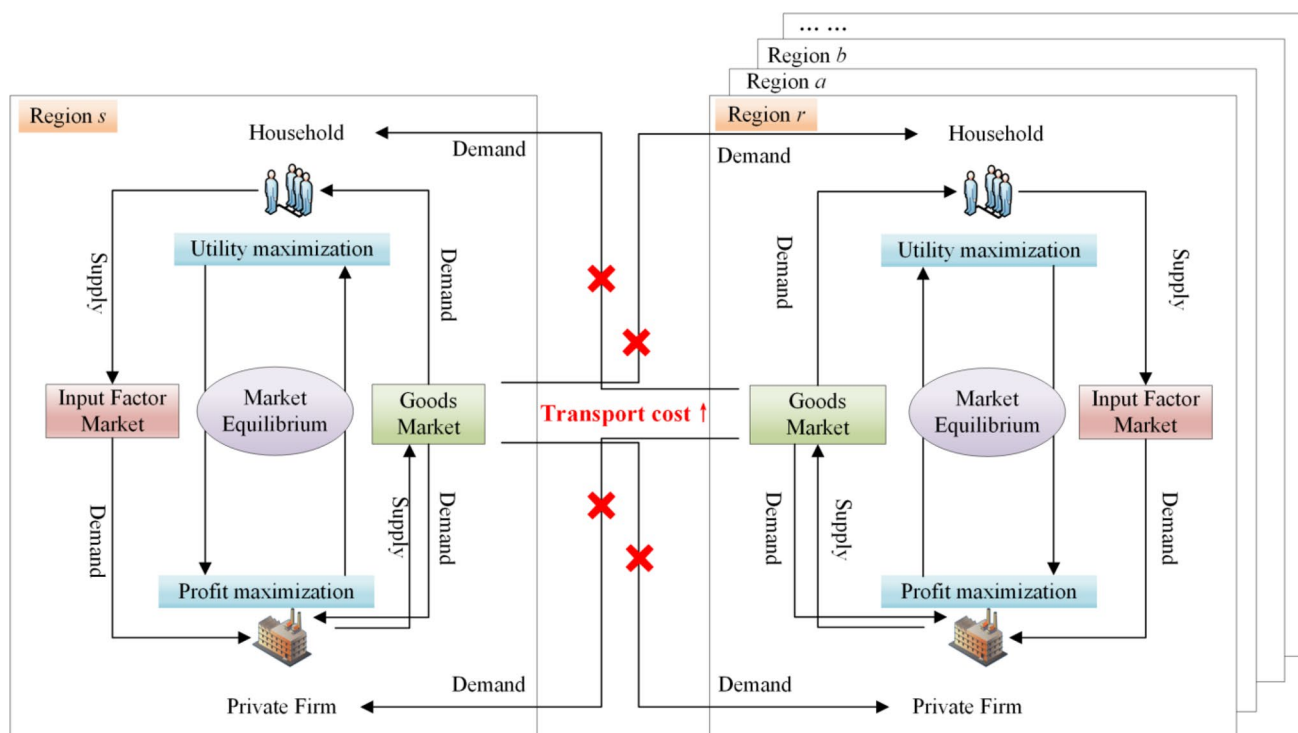 ... ...
Region b
Region a
Region s
Region r
Household
Demand
Demand
Household
Utility maximization
Supply
Demand
Demand
Utility maximization
Supply
Input Factor
Market
Market
Equilibrium
Goods
Market
Transport cost ↑
Goods
Market
Market
Equilibrium
Input Factor
Market
Demand
Supply
Demand
Demand
Supply
Demand
Profit maximization
Profit maximization
Private Firm
Demand
Demand
Private Firm